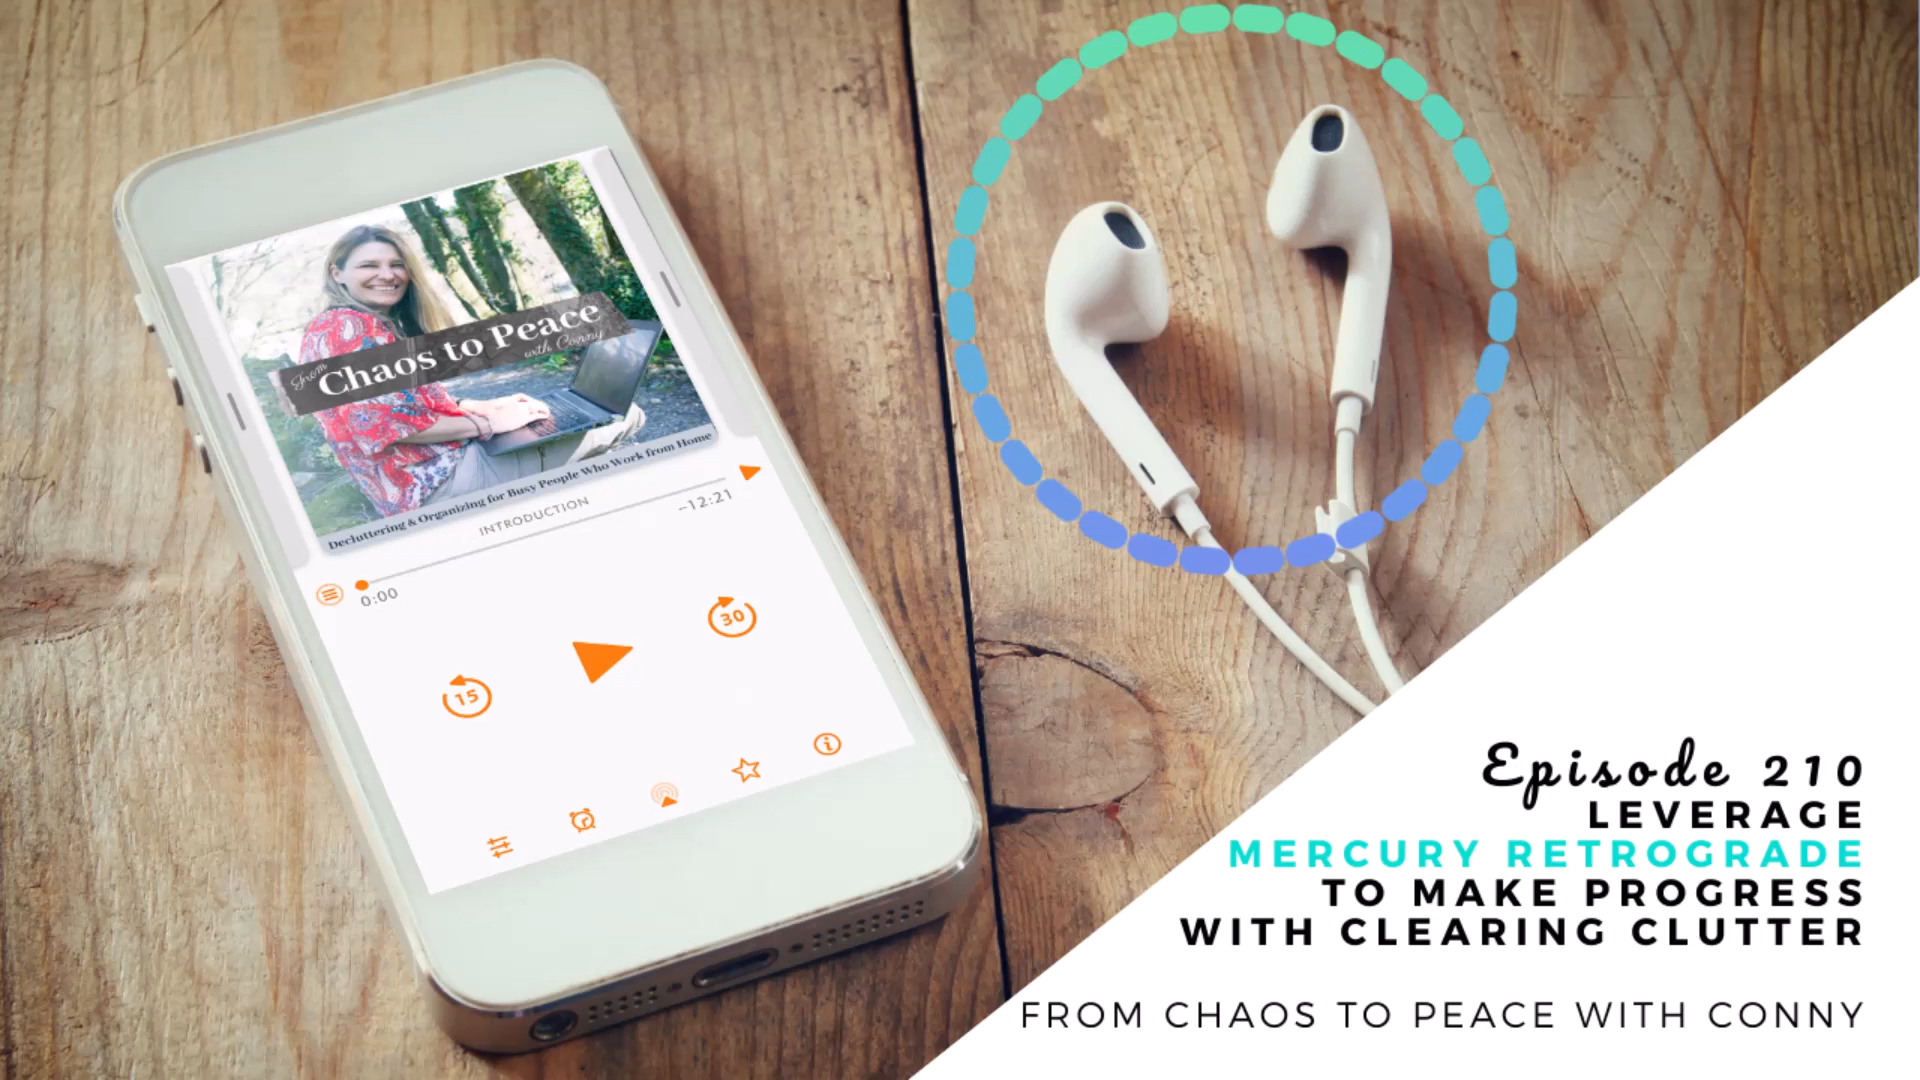 From
Chaos to Peace
with Conny
Decluttering & Organizing for Busy People Who Work from Home
INTRODUCTION
0:00
-12:21
15
30
Episode 210
LEVERAGE
MERCURY RETROGRADE
TO MAKE PROGRESS
WITH CLEARING CLUTTER
FROM CHAOS TO PEACE WITH CONNY